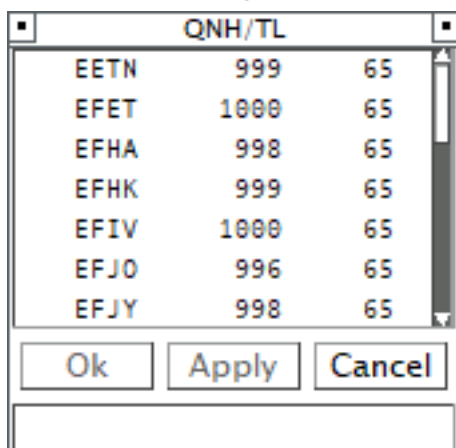 QNH/TL
EETN 999 65
EFET 1000 65
EFHA 998 65
EFHK 999 65
EFIV 1000 65
EFJO 996 65
EFJY 998 65
Ok Apply Cancel